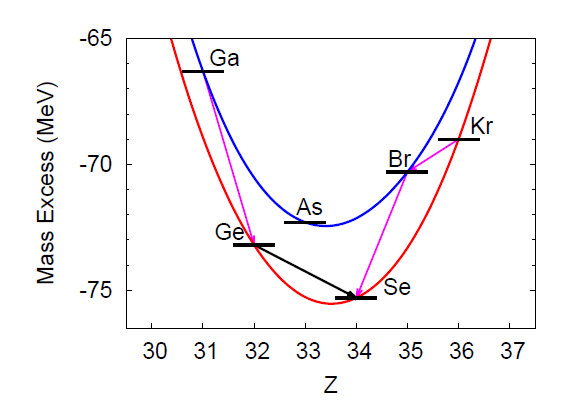 -65
Ga
Kr
Br
-70
As
Ge
Se
-75
Mass Excess (MeV)
30 31 32 33 34 35 36 37
Z